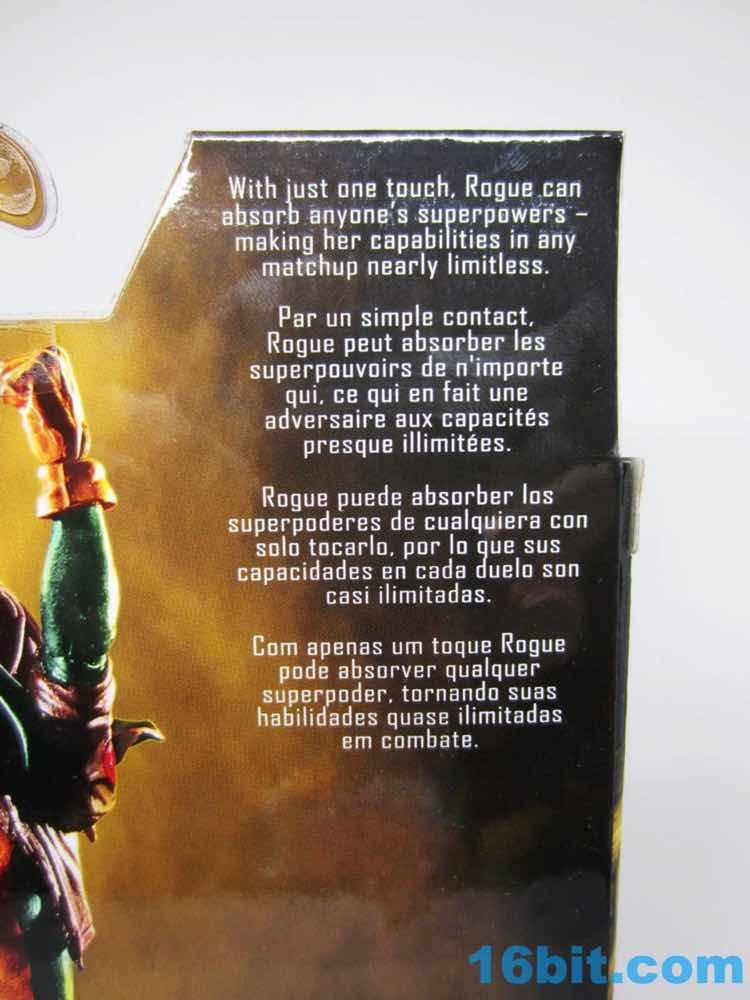 With just one touch, Rogue can
absorb anyone's superpowers –
making her capabilities in any
matchup nearly limitless.
Par un simple contact,
Rogue peut absorber les
superpouvoirs de n'importe
qui, ce qui en fait une
adversaire aux capacités
presque illimitées.
Rogue puede absorber los
superpoderes de cualquiera con
solo tocarlo, por lo que sus
capacidades en cada duelo son
casi ilimitadas.
Com apenas um toque Rogue
pode absorver qualquer
superpoder, tornando suas
habilidades quase ilimitadas
em combate.
16bit.com